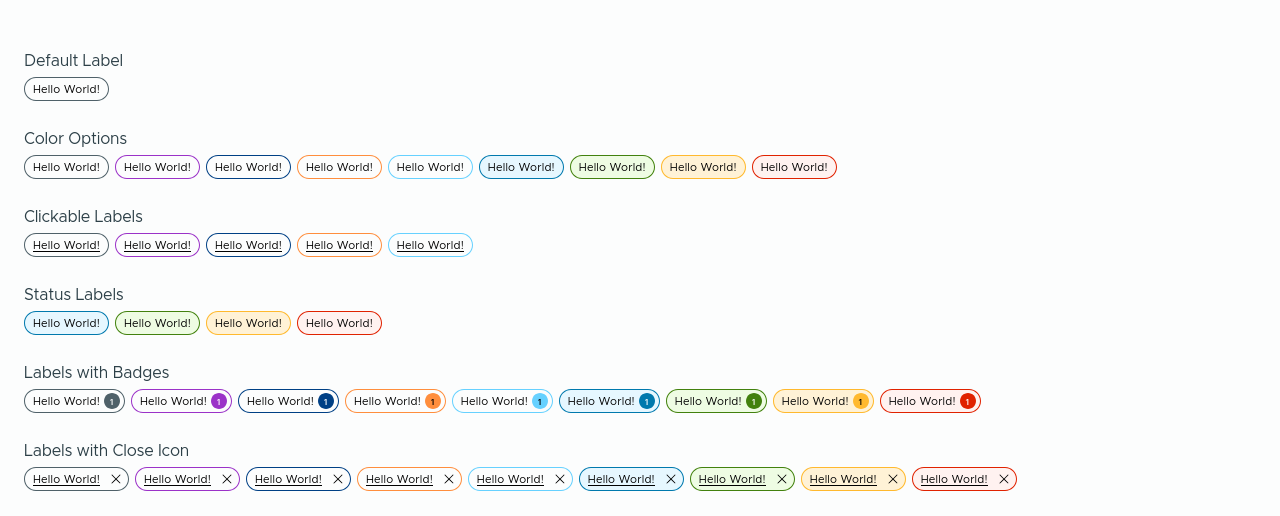 Default Label
Hello World!
Color Options
Hello World! Hello World! Hello World! Hello World! Hello World! Hello World! Hello World! Hello World! Hello World!
Clickable Labels
Hello World! Hello World! Hello World! Hello World! Hello World!
Status Labels
Hello World! Hello World! Hello World! Hello World!
Labels with Badges
Hello World! 1 Hello World! 1 Hello World! 1 Hello World! 1 Hello World! 1 Hello World! 1 Hello World! 1 Hello World! 1 Hello World! 1
Labels with Close Icon
Hello World! Hello World! Hello World! Hello World! Hello World! Hello World! Hello World! Hello World! Hello World!